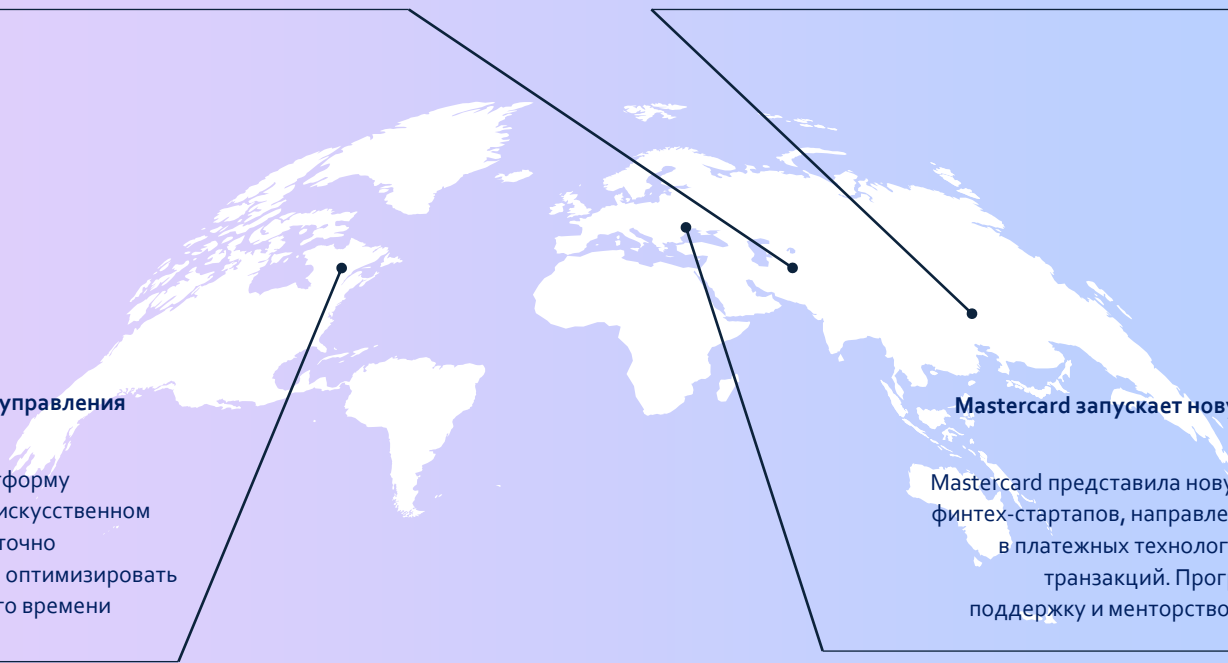 управления
тформу
искусственном
точно
оптимизировать
го времени
Mastercard запускает нову
Mastercard представила нову
финтех-стартапов, направле
в платежных технолог
транзакций. Прог
поддержку и менторство